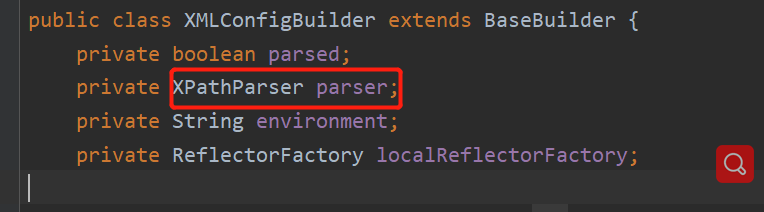 public class XMLConfigBuilder extends BaseBuilder {
private boolean parsed;
private XPathParser parser;
private String environment;
private ReflectorFactory localReflectorFactory;